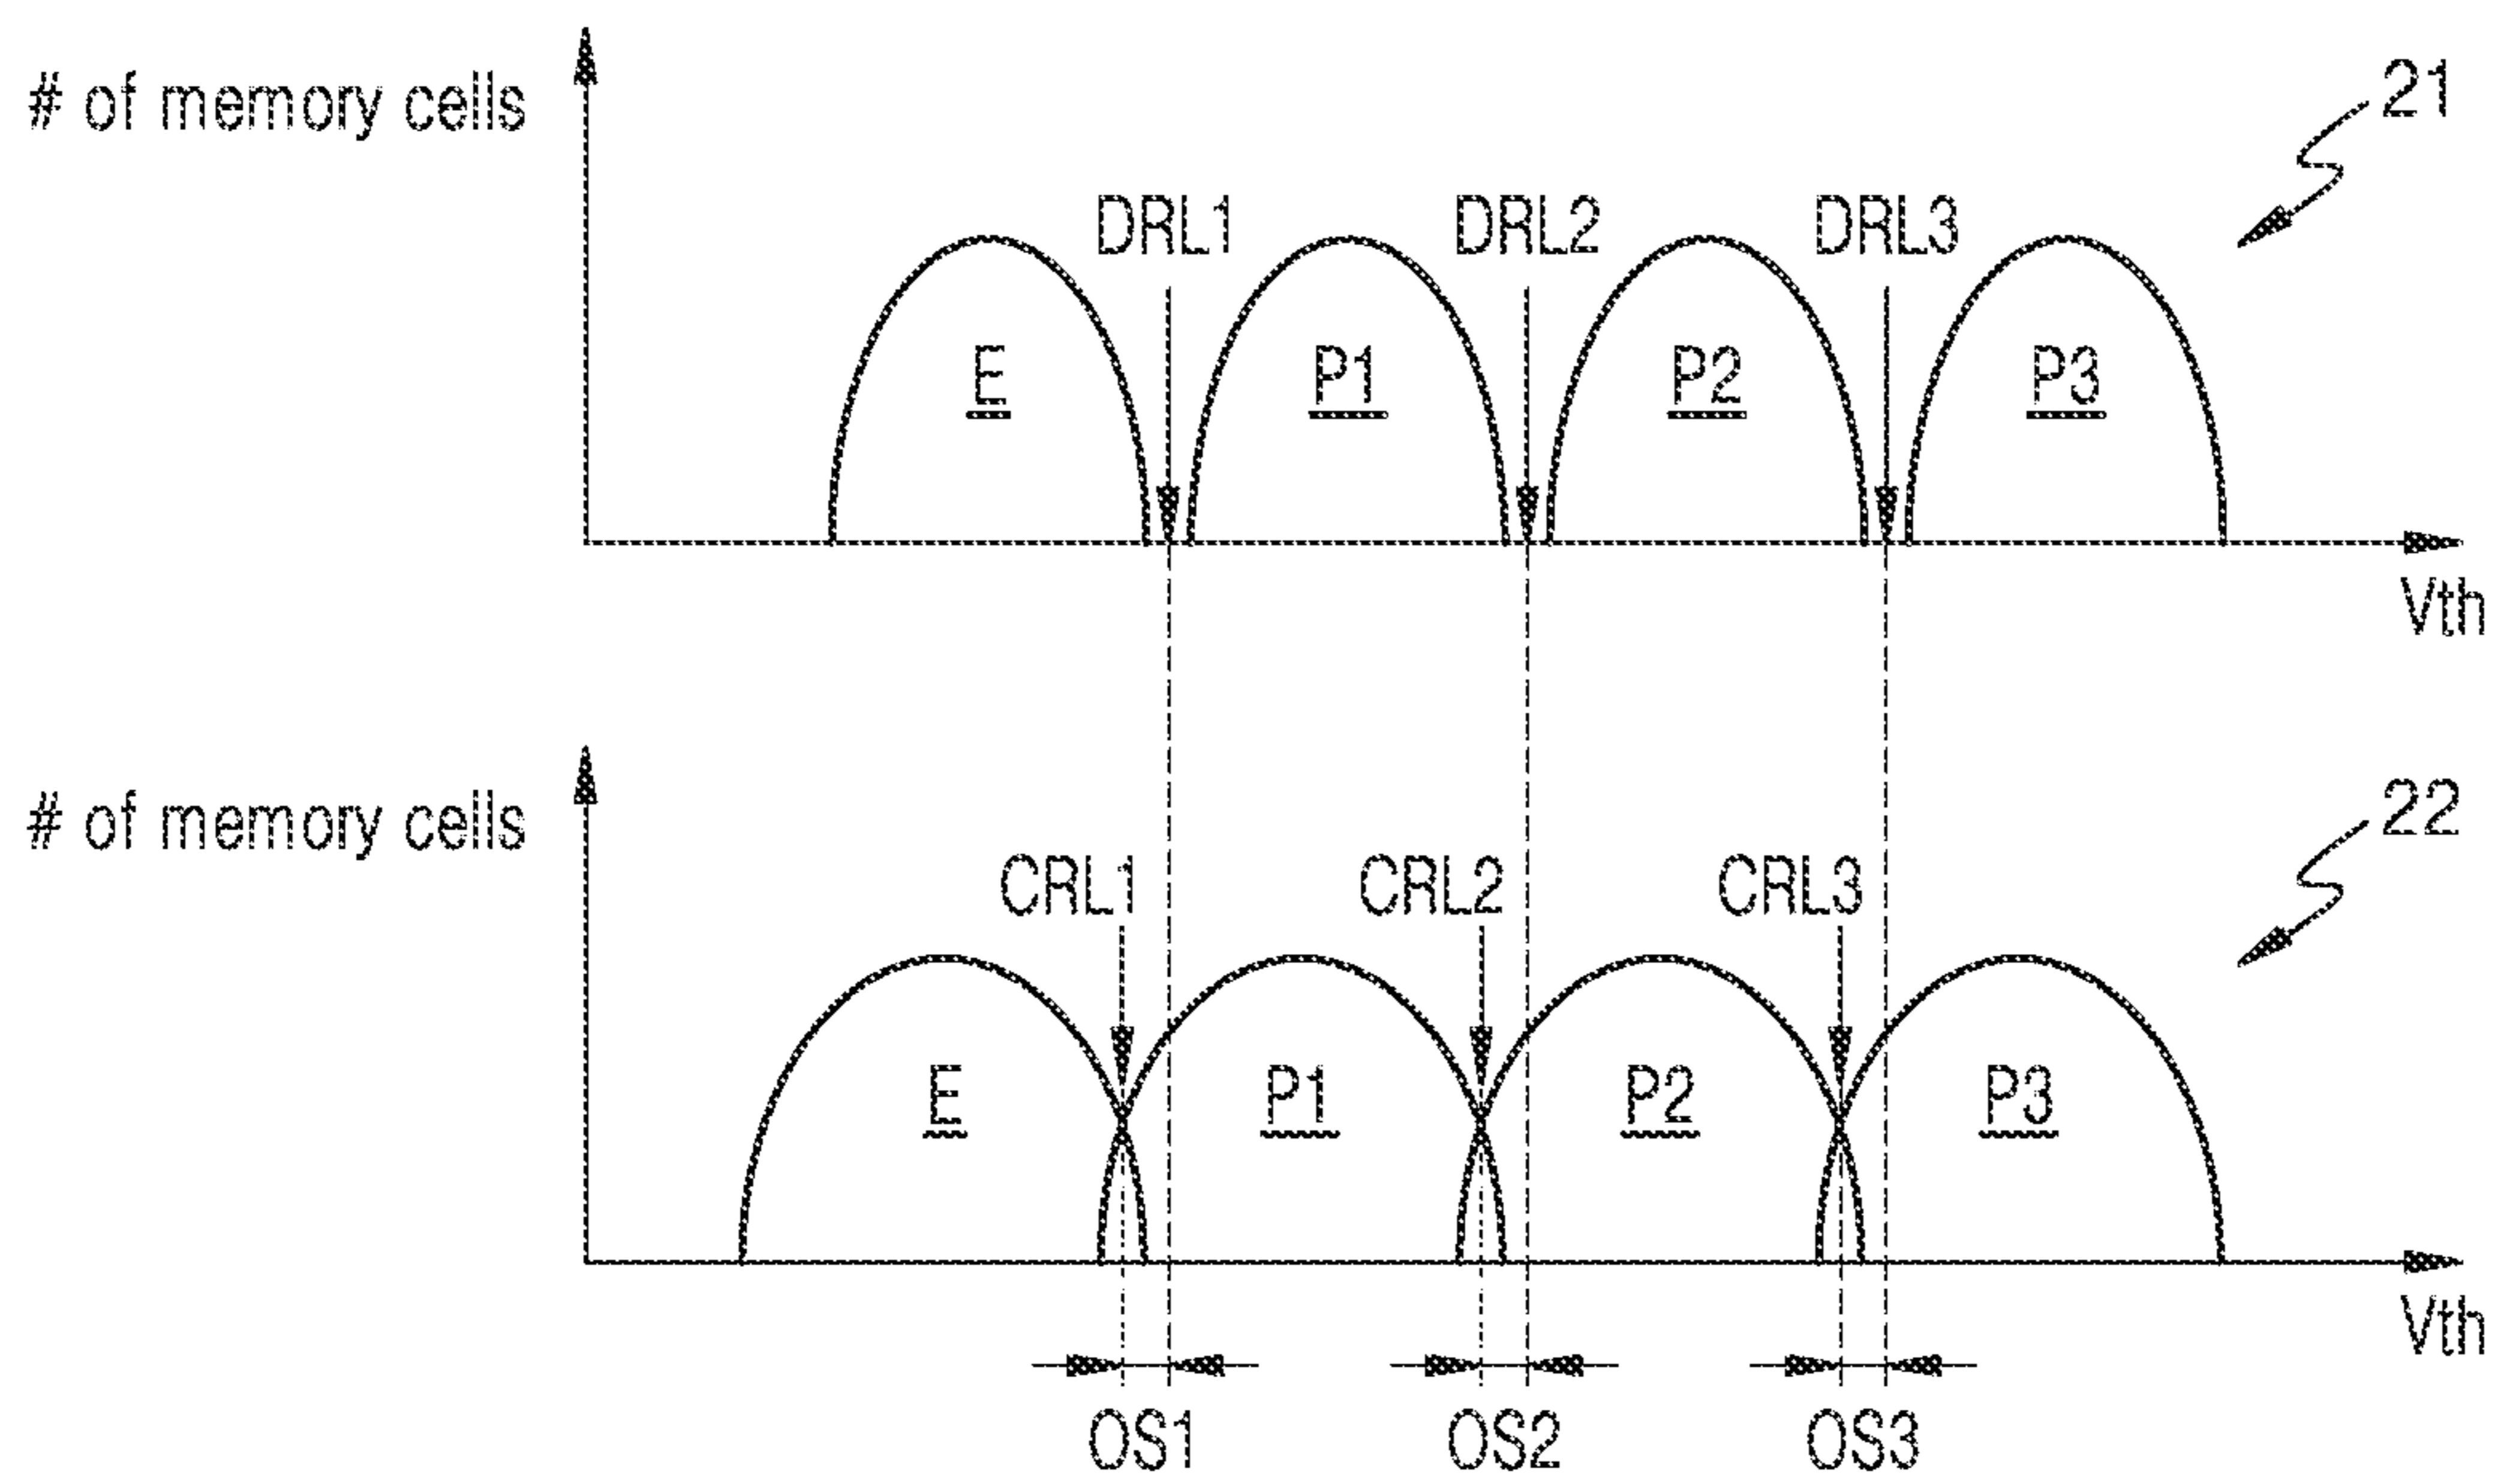 # of memory cells
21
DRL1 DRL2 DRL3
E P1 P2 P3
Vth
# of memory cells
22
CRL1 CRL2 CRL3
E P1 P2 P3
Vth
OS1 OS2 OS3